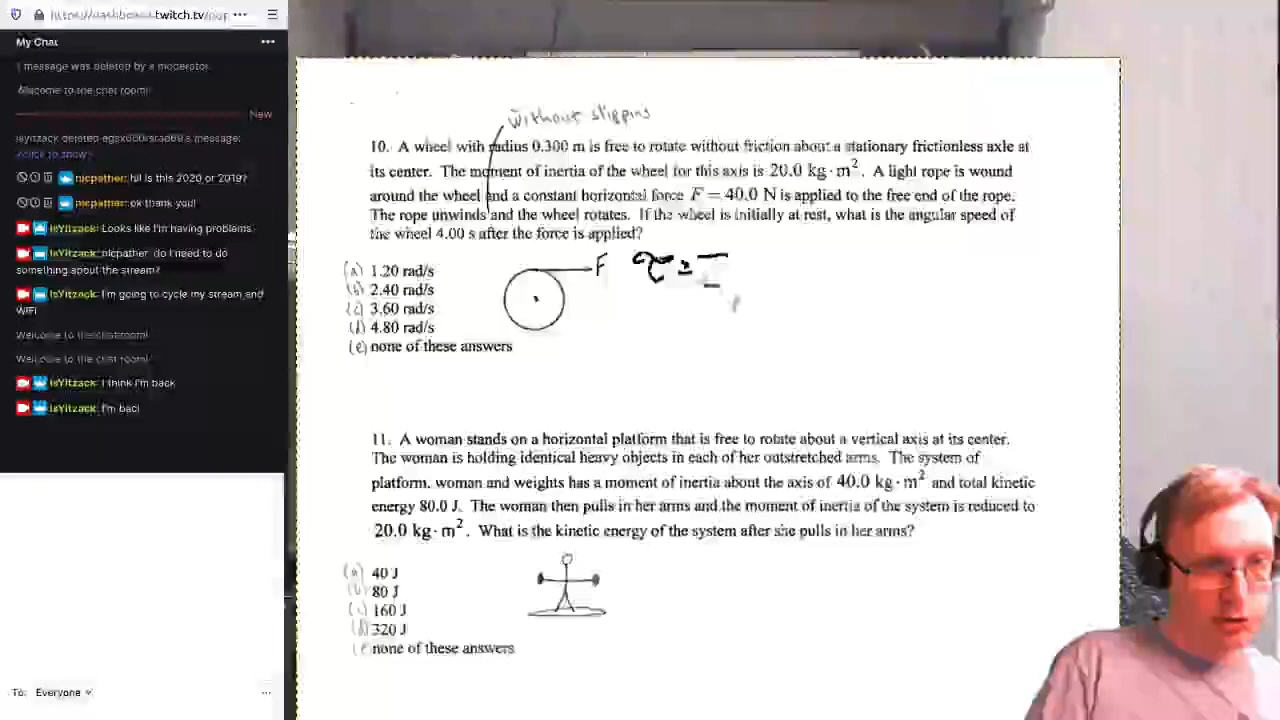 twitch.tv/pop
My Chat
1 message was deleted by a moderator.
Welcome to the chat room!
New
message:
nicpather: hi! is this 2020 or 2019?
nicpather: ok thank you!
IsYitzack: Looks like I'm having problems.
IsYitzack: nicpather do I need to
do something about the stream?
IsYitzack: I'm going to cycle my stream and
WiFi
Welcome to the chat room!
Welcome to the chat room!
IsYitzack: I think I'm back
IsYitzack: I'm back
To: Everyone
without slipping
10. A wheel with radius 0.300 m is free to rotate without friction about a stationary frictionless axle at
its center. The moment of inertia of the wheel for this axis is 20.0 kg · m². A light rope is wound
around the wheel and a constant horizontal force F = 40.0 N is applied to the free end of the rope.
The rope unwinds and the wheel rotates. If the wheel is initially at rest, what is the angular speed of
the wheel 4.00 s after the force is applied?
(a) 1.20 rad/s
(b) 2.40 rad/s
(c) 3.60 rad/s
(d) 4.80 rad/s
(e) none of these answers
F
τ =
11. A woman stands on a horizontal platform that is free to rotate about a vertical axis at its center.
The woman is holding identical heavy objects in each of her outstretched arms. The system of
platform, woman and weights has a moment of inertia about the axis of 40.0 kg · m² and total kinetic
energy 80.0 J. The woman then pulls in her arms and the moment of inertia of the system is reduced to
20.0 kg · m². What is the kinetic energy of the system after she pulls in her arms?
(a) 40 J
(b) 80 J
(c) 160 J
(d) 320 J
(e) none of these answers